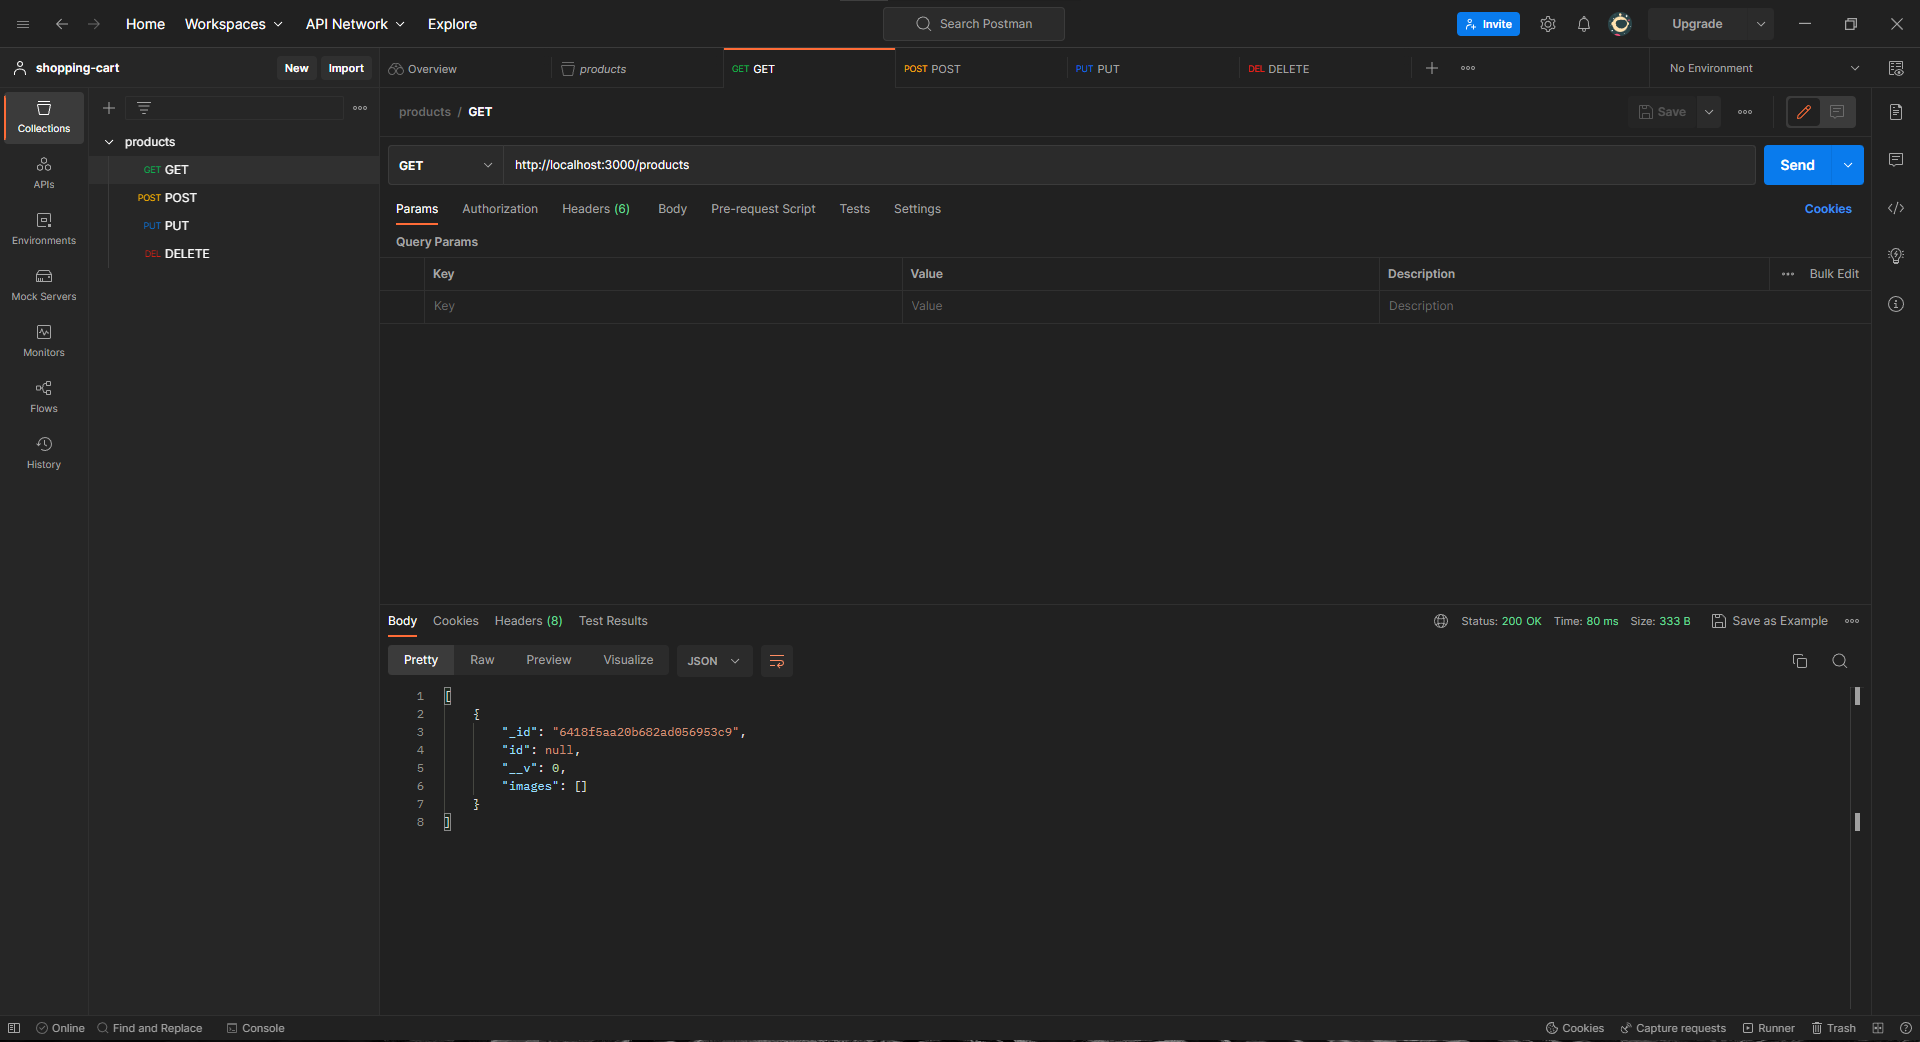 Home Workspaces API Network Explore Search Postman Invite Upgrade
shopping-cart New Import Overview products GET GET POST POST PUT PUT DEL DELETE No Environment
products / GET Save
Collections
products
GET http://localhost:3000/products Send
GET GET
APIs
POST POST
Params Authorization Headers (6) Body Pre-request Script Tests Settings Cookies
PUT PUT
Environments
Query Params
DEL DELETE
Key Value Description Bulk Edit
Mock Servers
Key Value Description
Monitors
Flows
History
Body Cookies Headers (8) Test Results Status: 200 OK Time: 80 ms Size: 333 B Save as Example
Pretty Raw Preview Visualize JSON
1 [
2 {
3 "_id": "6418f5aa20b682ad056953c9",
4 "id": null,
5 "__v": 0,
6 "images": []
7 }
8 ]
Online Find and Replace Console Cookies Capture requests Runner Trash